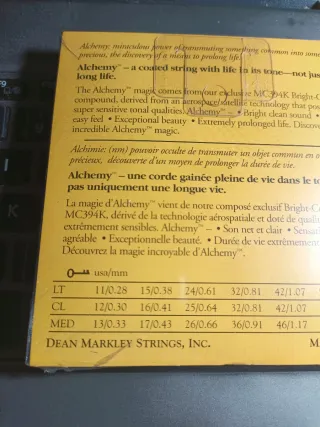 Alchemy, miraculous power of transmuting something common into some
precious, the discovery of a means to prolong life.
Alchemy™ – a coated string with life in its tone—not jus
long life.
The Alchemy™ magic comes from our exclusive MC394K Bright-C
compound, derived from an aerospace/satellite technology that pos
super sensitive tonal qualities. Alchemy™ – • Bright clean sound •
easy feel • Exceptional beauty • Extremely prolonged life. Discov
incredible Alchemy™ magic.
Alchimie: (nm) pouvoir occulte de transmuter un objet commun en o
précieux, découverte d'un moyen de prolonger la durée de vie.
Alchemy™ – une corde gainée pleine de vie dans le to
pas uniquement une longue vie.
La magie d'Alchemy™ vient de notre composé exclusif Bright-C
MC394K, dérivé de la technologie aérospatiale et doté de qualité
extrêmement sensibles. Alchemy™ – • Son net et clair • Sensati
agréable • Exceptionnelle beauté. • Durée de vie extrêmement
Découvrez la magie incroyable d'Alchemy™.
usa/mm
LT 11/0.28 15/0.38 24/0.61 32/0.81 42/1.07
CL 12/0.30 16/0.41 25/0.64 32/0.81 42/1.07
MED 13/0.33 17/0.43 26/0.66 36/0.91 46/1.17
DEAN MARKLEY STRINGS, INC. M